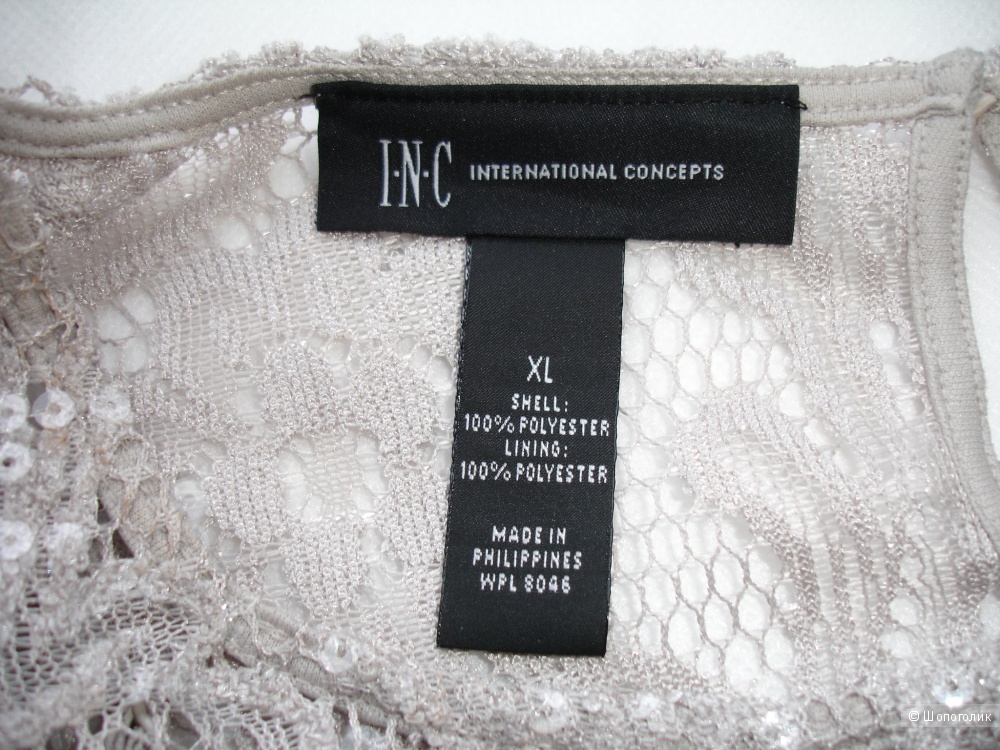 I·N·C INTERNATIONAL CONCEPTS
XL
SHELL:
100% POLYESTER
LINING:
100% POLYESTER
MADE IN
PHILIPPINES
WPL 8046
© Шопоголик